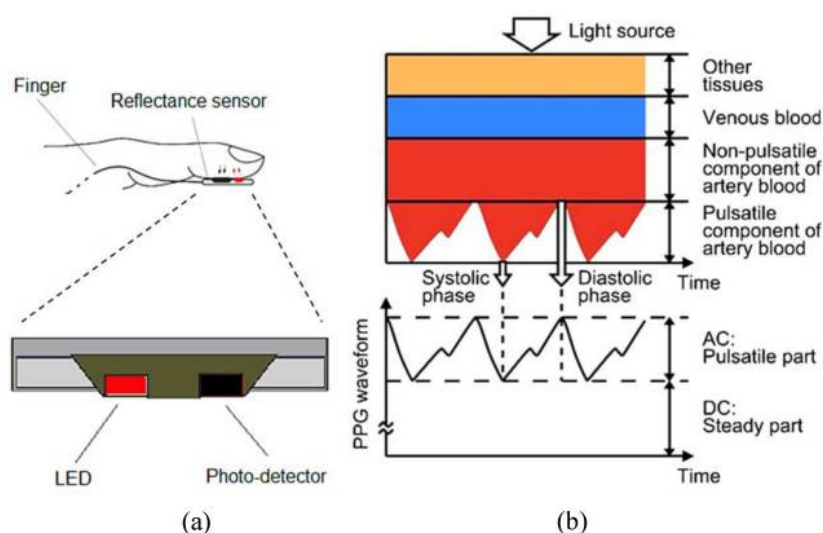 Finger
Reflectance sensor
LED
Photo-detector
(a)
Light source
Other
tissues
Venous blood
Non-pulsatile
component of
artery blood
Pulsatile
component of
artery blood
Systolic
phase
Diastolic
phase
Time
PPG waveform
AC:
Pulsatile part
DC:
Steady part
Time
(b)